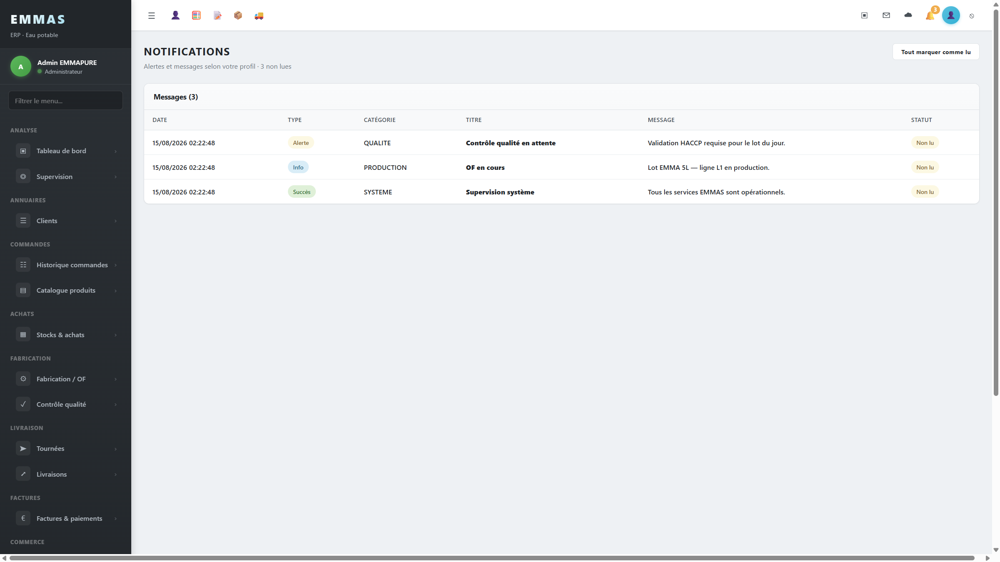 EMMAS
ERP · Eau potable
A
Admin EMMAPURE
Administrateur
Filtrer le menu...
ANALYSE
Tableau de bord
Supervision
ANNUAIRES
Clients
COMMANDES
Historique commandes
Catalogue produits
ACHATS
Stocks & achats
FABRICATION
Fabrication / OF
Contrôle qualité
LIVRAISON
Tournées
Livraisons
FACTURES
€ Factures & paiements
COMMERCE
3
NOTIFICATIONS
Alertes et messages selon votre profil · 3 non lues
Tout marquer comme lu
Messages (3)
DATE TYPE CATÉGORIE TITRE MESSAGE STATUT
15/08/2026 02:22:48 Alerte QUALITE Contrôle qualité en attente Validation HACCP requise pour le lot du jour. Non lu
15/08/2026 02:22:48 Info PRODUCTION OF en cours Lot EMMA 5L — ligne L1 en production. Non lu
15/08/2026 02:22:48 Succès SYSTEME Supervision système Tous les services EMMAS sont opérationnels. Non lu